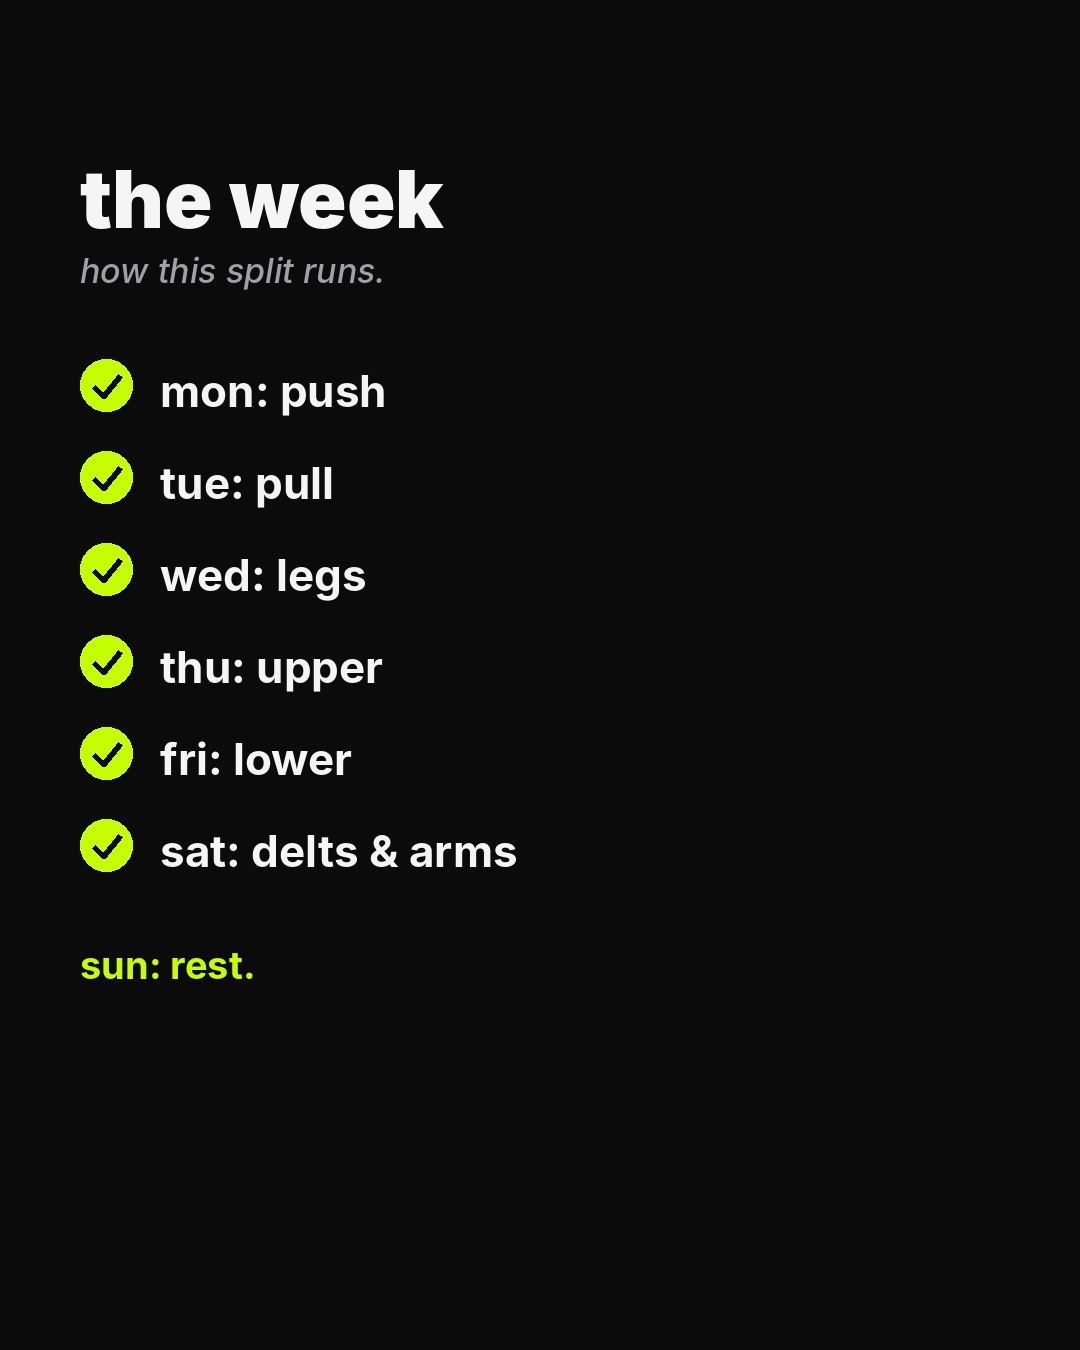 the week
how this split runs.
mon: push
tue: pull
wed: legs
thu: upper
fri: lower
sat: delts & arms
sun: rest.